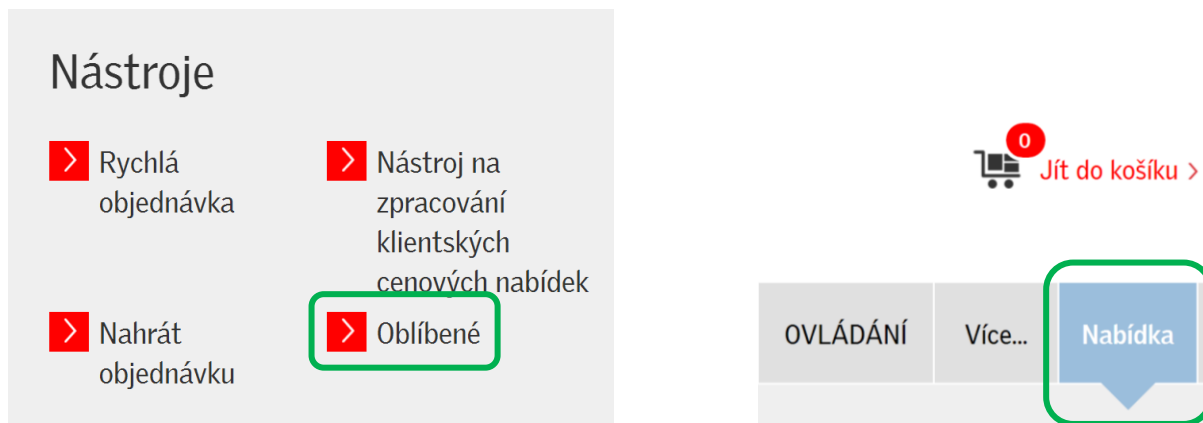 Nástroje
Rychlá
objednávka
Nástroj na
zpracování
klientských
cenových nabídek
Nahrát
objednávku
Oblíbené
0
Jít do košíku >
OVLÁDÁNÍ
Více...
Nabídka